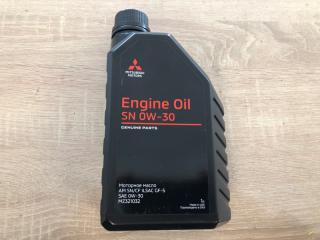 MITSUBISHI
MOTORS
Engine Oil
SN 0W-30
GENUINE PARTS
Моторное масло
API SN/CF ILSAC GF-5
SAE 0W-30
MZ321032
1L